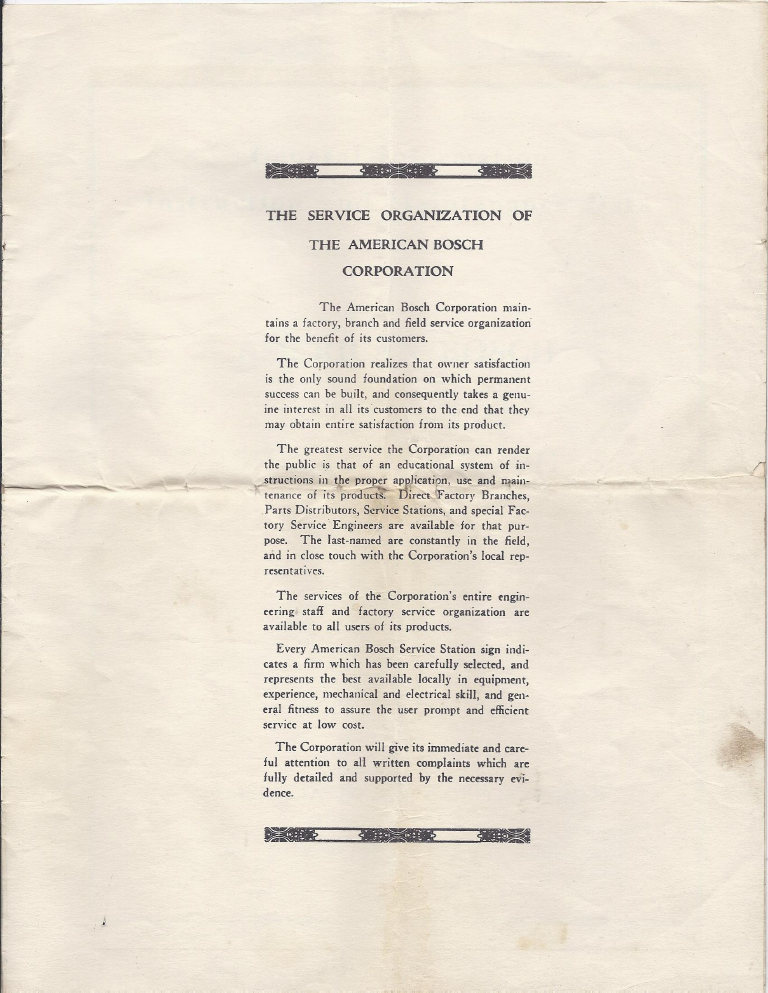 THE SERVICE ORGANIZATION OF
THE AMERICAN BOSCH
CORPORATION
The American Bosch Corporation main-
tains a factory, branch and field service organization
for the benefit of its customers.
The Corporation realizes that owner satisfaction
is the only sound foundation on which permanent
success can be built, and consequently takes a genu-
ine interest in all its customers to the end that they
may obtain entire satisfaction from its product.
The greatest service the Corporation can render
the public is that of an educational system of in-
structions in the proper application, use and main-
tenance of its products. Direct Factory Branches,
Parts Distributors, Service Stations, and special Fac-
tory Service Engineers are available for that pur-
pose. The last-named are constantly in the field,
and in close touch with the Corporation's local rep-
resentatives.
The services of the Corporation's entire engin-
eering staff and factory service organization are
available to all users of its products.
Every American Bosch Service Station sign indi-
cates a firm which has been carefully selected, and
represents the best available locally in equipment,
experience, mechanical and electrical skill, and gen-
eral fitness to assure the user prompt and efficient
service at low cost.
The Corporation will give its immediate and care-
ful attention to all written complaints which are
fully detailed and supported by the necessary evi-
dence.